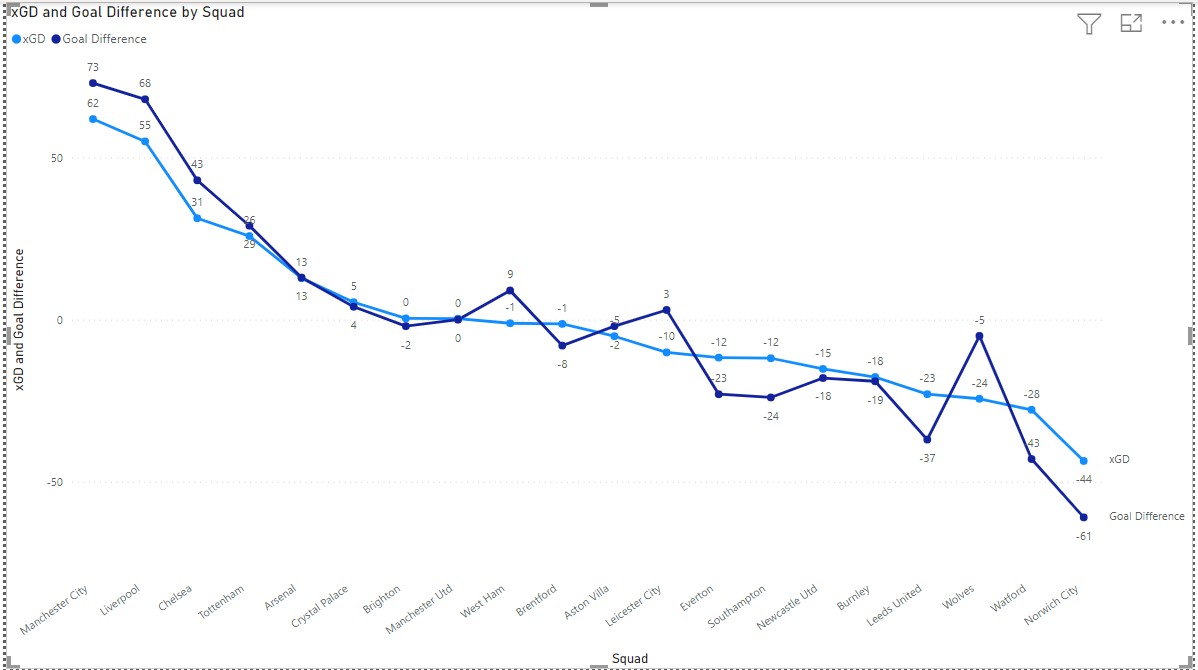 xGD and Goal Difference by Squad
xGD Goal Difference
xGD and Goal Difference
50
0
-50
73
62
68
55
43
31
26
29
13
13
5
4
0
-2
0
0
9
-1
-1
-8
-5
-2
3
-10
-12
-23
-12
-24
-15
-18
-18
-19
-23
-37
-5
-24
-28
-43
-44
-61
xGD
Goal Difference
Manchester City
Liverpool
Chelsea
Tottenham
Arsenal
Crystal Palace
Brighton
Manchester Utd
West Ham
Brentford
Aston Villa
Leicester City
Everton
Southampton
Newcastle Utd
Burnley
Leeds United
Wolves
Watford
Norwich City
Squad